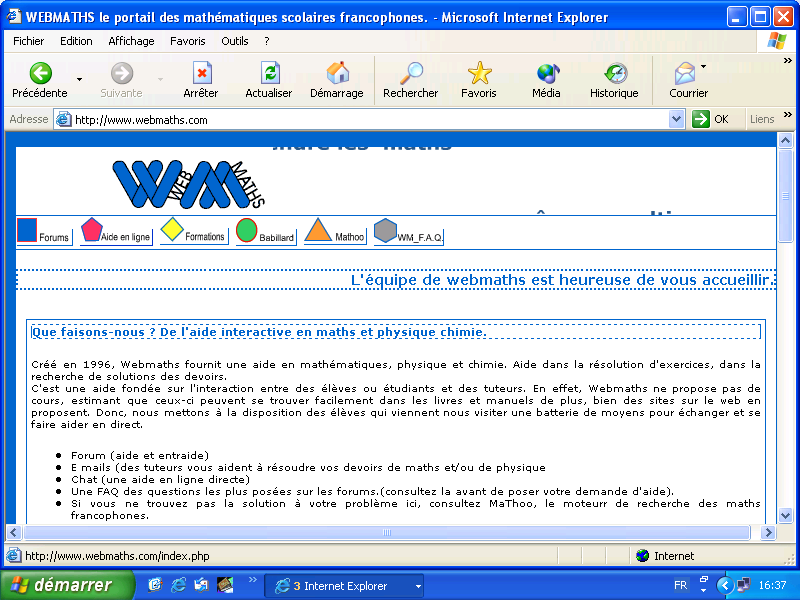 WEBMATHS le portail des mathématiques scolaires francophones. - Microsoft Internet Explorer
Fichier Edition Affichage Favoris Outils ?
Précédente Suivante Arrêter Actualiser Démarrage Rechercher Favoris Média Historique Courrier
Adresse http://www.webmaths.com OK Liens
maths
WM WEB MATHS
Forums Aide en ligne Formations Babillard Mathoo WM_F.A.Q.
L'équipe de webmaths est heureuse de vous accueillir.
Que faisons-nous ? De l'aide interactive en maths et physique chimie.
Créé en 1996, Webmaths fournit une aide en mathématiques, physique et chimie. Aide dans la résolution d'exercices, dans la
recherche de solutions des devoirs.
C'est une aide fondée sur l'interaction entre des élèves ou étudiants et des tuteurs. En effet, Webmaths ne propose pas de
cours, estimant que ceux-ci peuvent se trouver facilement dans les livres et manuels de plus, bien des sites sur le web en
proposent. Donc, nous mettons à la disposition des élèves qui viennent nous visiter une batterie de moyens pour échanger et se
faire aider en direct.
Forum (aide et entraide)
E mails (des tuteurs vous aident à résoudre vos devoirs de maths et/ou de physique
Chat (une aide en ligne directe)
Une FAQ des questions les plus posées sur les forums.(consultez la avant de poser votre demande d'aide).
Si vous ne trouvez pas la solution à votre problème ici, consultez MaThoo, le moteurr de recherche des maths
francophones.
http://www.webmaths.com/index.php Internet
démarrer 3 Internet Explorer FR 16:37